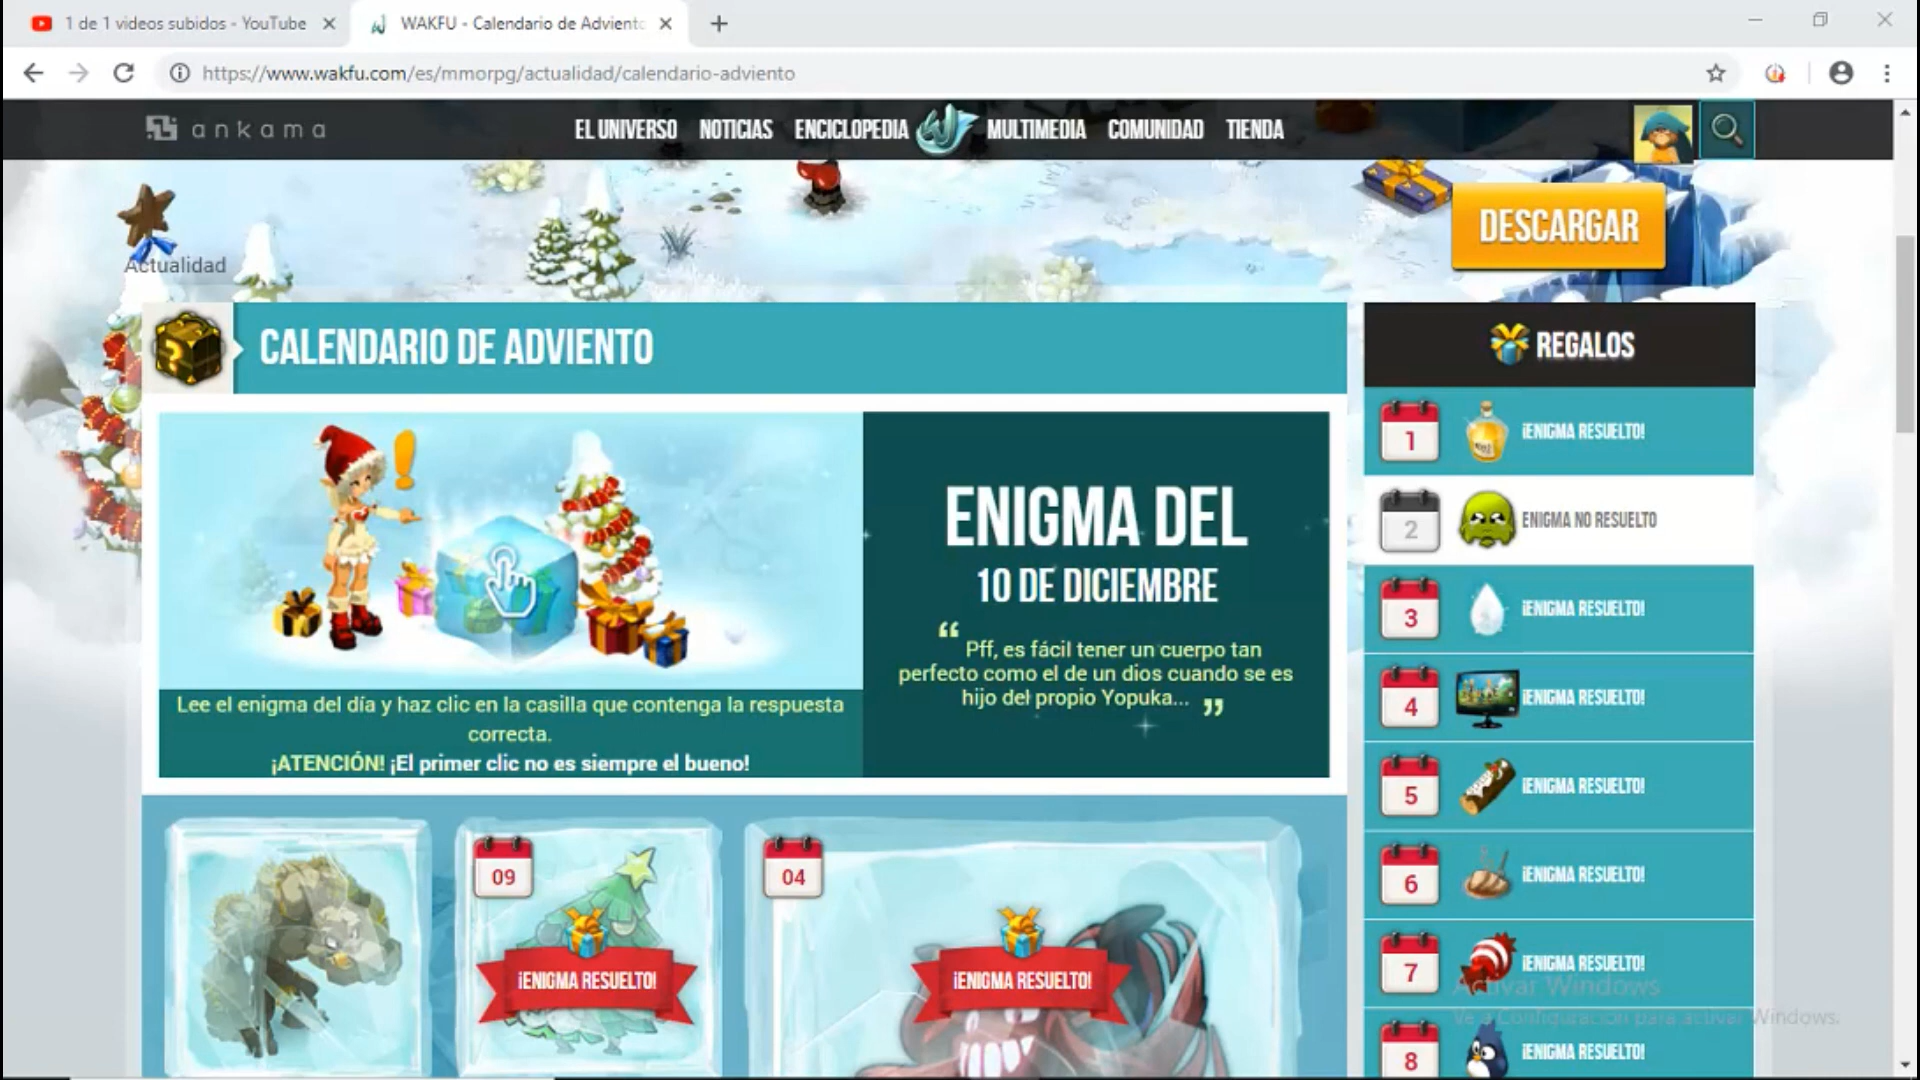 1 de 1 videos subidos - YouTube
WAKFU - Calendario de Adviento
https://www.wakfu.com/es/mmorpg/actualidad/calendario-adviento
ankama
EL UNIVERSO
NOTICIAS
ENCICLOPEDIA
MULTIMEDIA
COMUNIDAD
TIENDA
DESCARGAR
Actualidad
CALENDARIO DE ADVIENTO
Lee el enigma del día y haz clic en la casilla que contenga la respuesta
correcta.
¡ATENCIÓN! ¡El primer clic no es siempre el bueno!
ENIGMA DEL
10 DE DICIEMBRE
“ Pff, es fácil tener un cuerpo tan
perfecto como el de un dios cuando se es
hijo del propio Yopuka... ”
09
¡ENIGMA RESUELTO!
04
¡ENIGMA RESUELTO!
REGALOS
1 ¡ENIGMA RESUELTO!
2 ENIGMA NO RESUELTO
3 ¡ENIGMA RESUELTO!
4 ¡ENIGMA RESUELTO!
5 ¡ENIGMA RESUELTO!
6 ¡ENIGMA RESUELTO!
7 ¡ENIGMA RESUELTO!
8 ¡ENIGMA RESUELTO!
Activar Windows
Ve a Configuración para activar Windows.